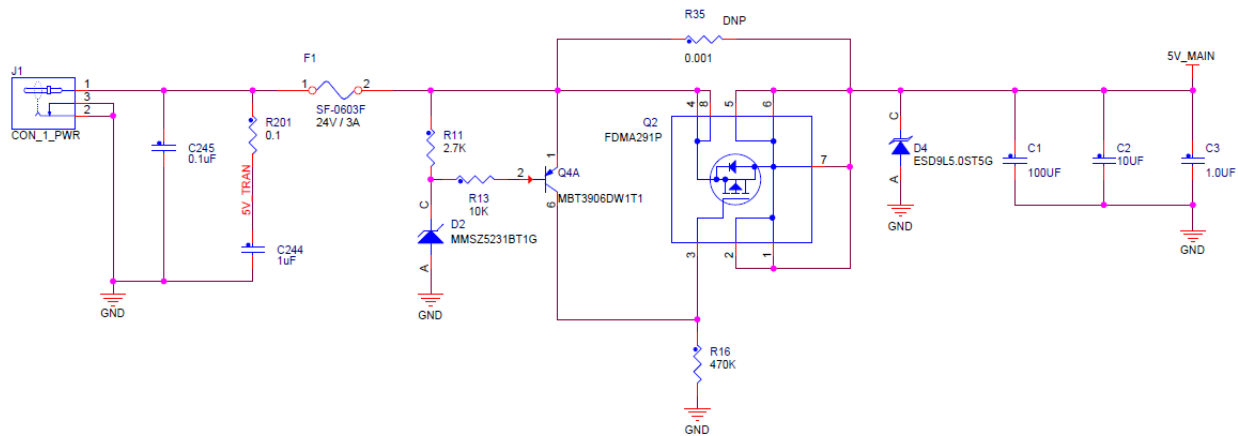 R35
DNP
0.001
5V_MAIN
J1
1
3
2
CON_1_PWR
F1
1
2
SF-0603F
24V / 3A
R201
0.1
C245
0.1uF
5V_TRAN
C244
1uF
GND
R11
2.7K
R13
10K
C
D2
MMSZ5231BT1G
A
GND
1
2
Q4A
MBT3906DW1T1
6
4
8
5
6
Q2
FDMA291P
7
3
2
1
R16
470K
GND
C
D4
ESD9L5.0ST5G
A
GND
C1
100UF
C2
10UF
C3
1.0UF
GND